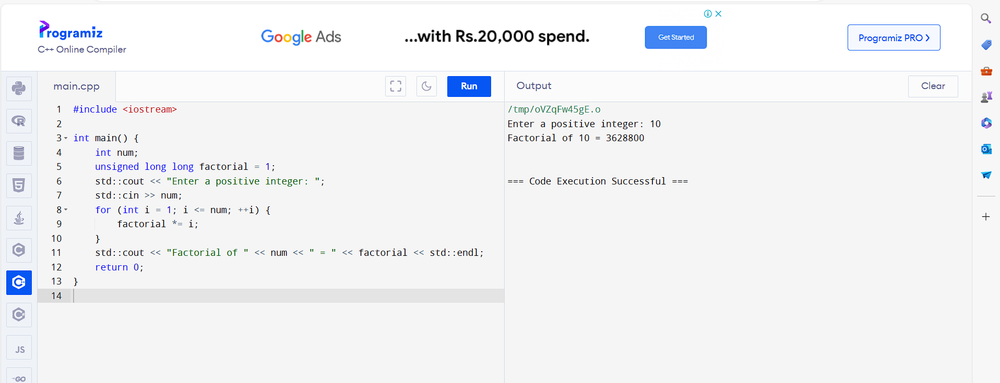 Programiz
C++ Online Compiler
Google Ads
...with Rs.20,000 spend.
Get Started
Programiz PRO
main.cpp
Run
Output
Clear
1 #include <iostream>
2
3 int main() {
4     int num;
5     unsigned long long factorial = 1;
6     std::cout << "Enter a positive integer: ";
7     std::cin >> num;
8     for (int i = 1; i <= num; ++i) {
9         factorial *= i;
10     }
11     std::cout << "Factorial of " << num << " = " << factorial << std::endl;
12     return 0;
13 }
14
/tmp/oVZqFw45gE.o
Enter a positive integer: 10
Factorial of 10 = 3628800
=== Code Execution Successful ===
R
5
C
C++
C#
JS
GO